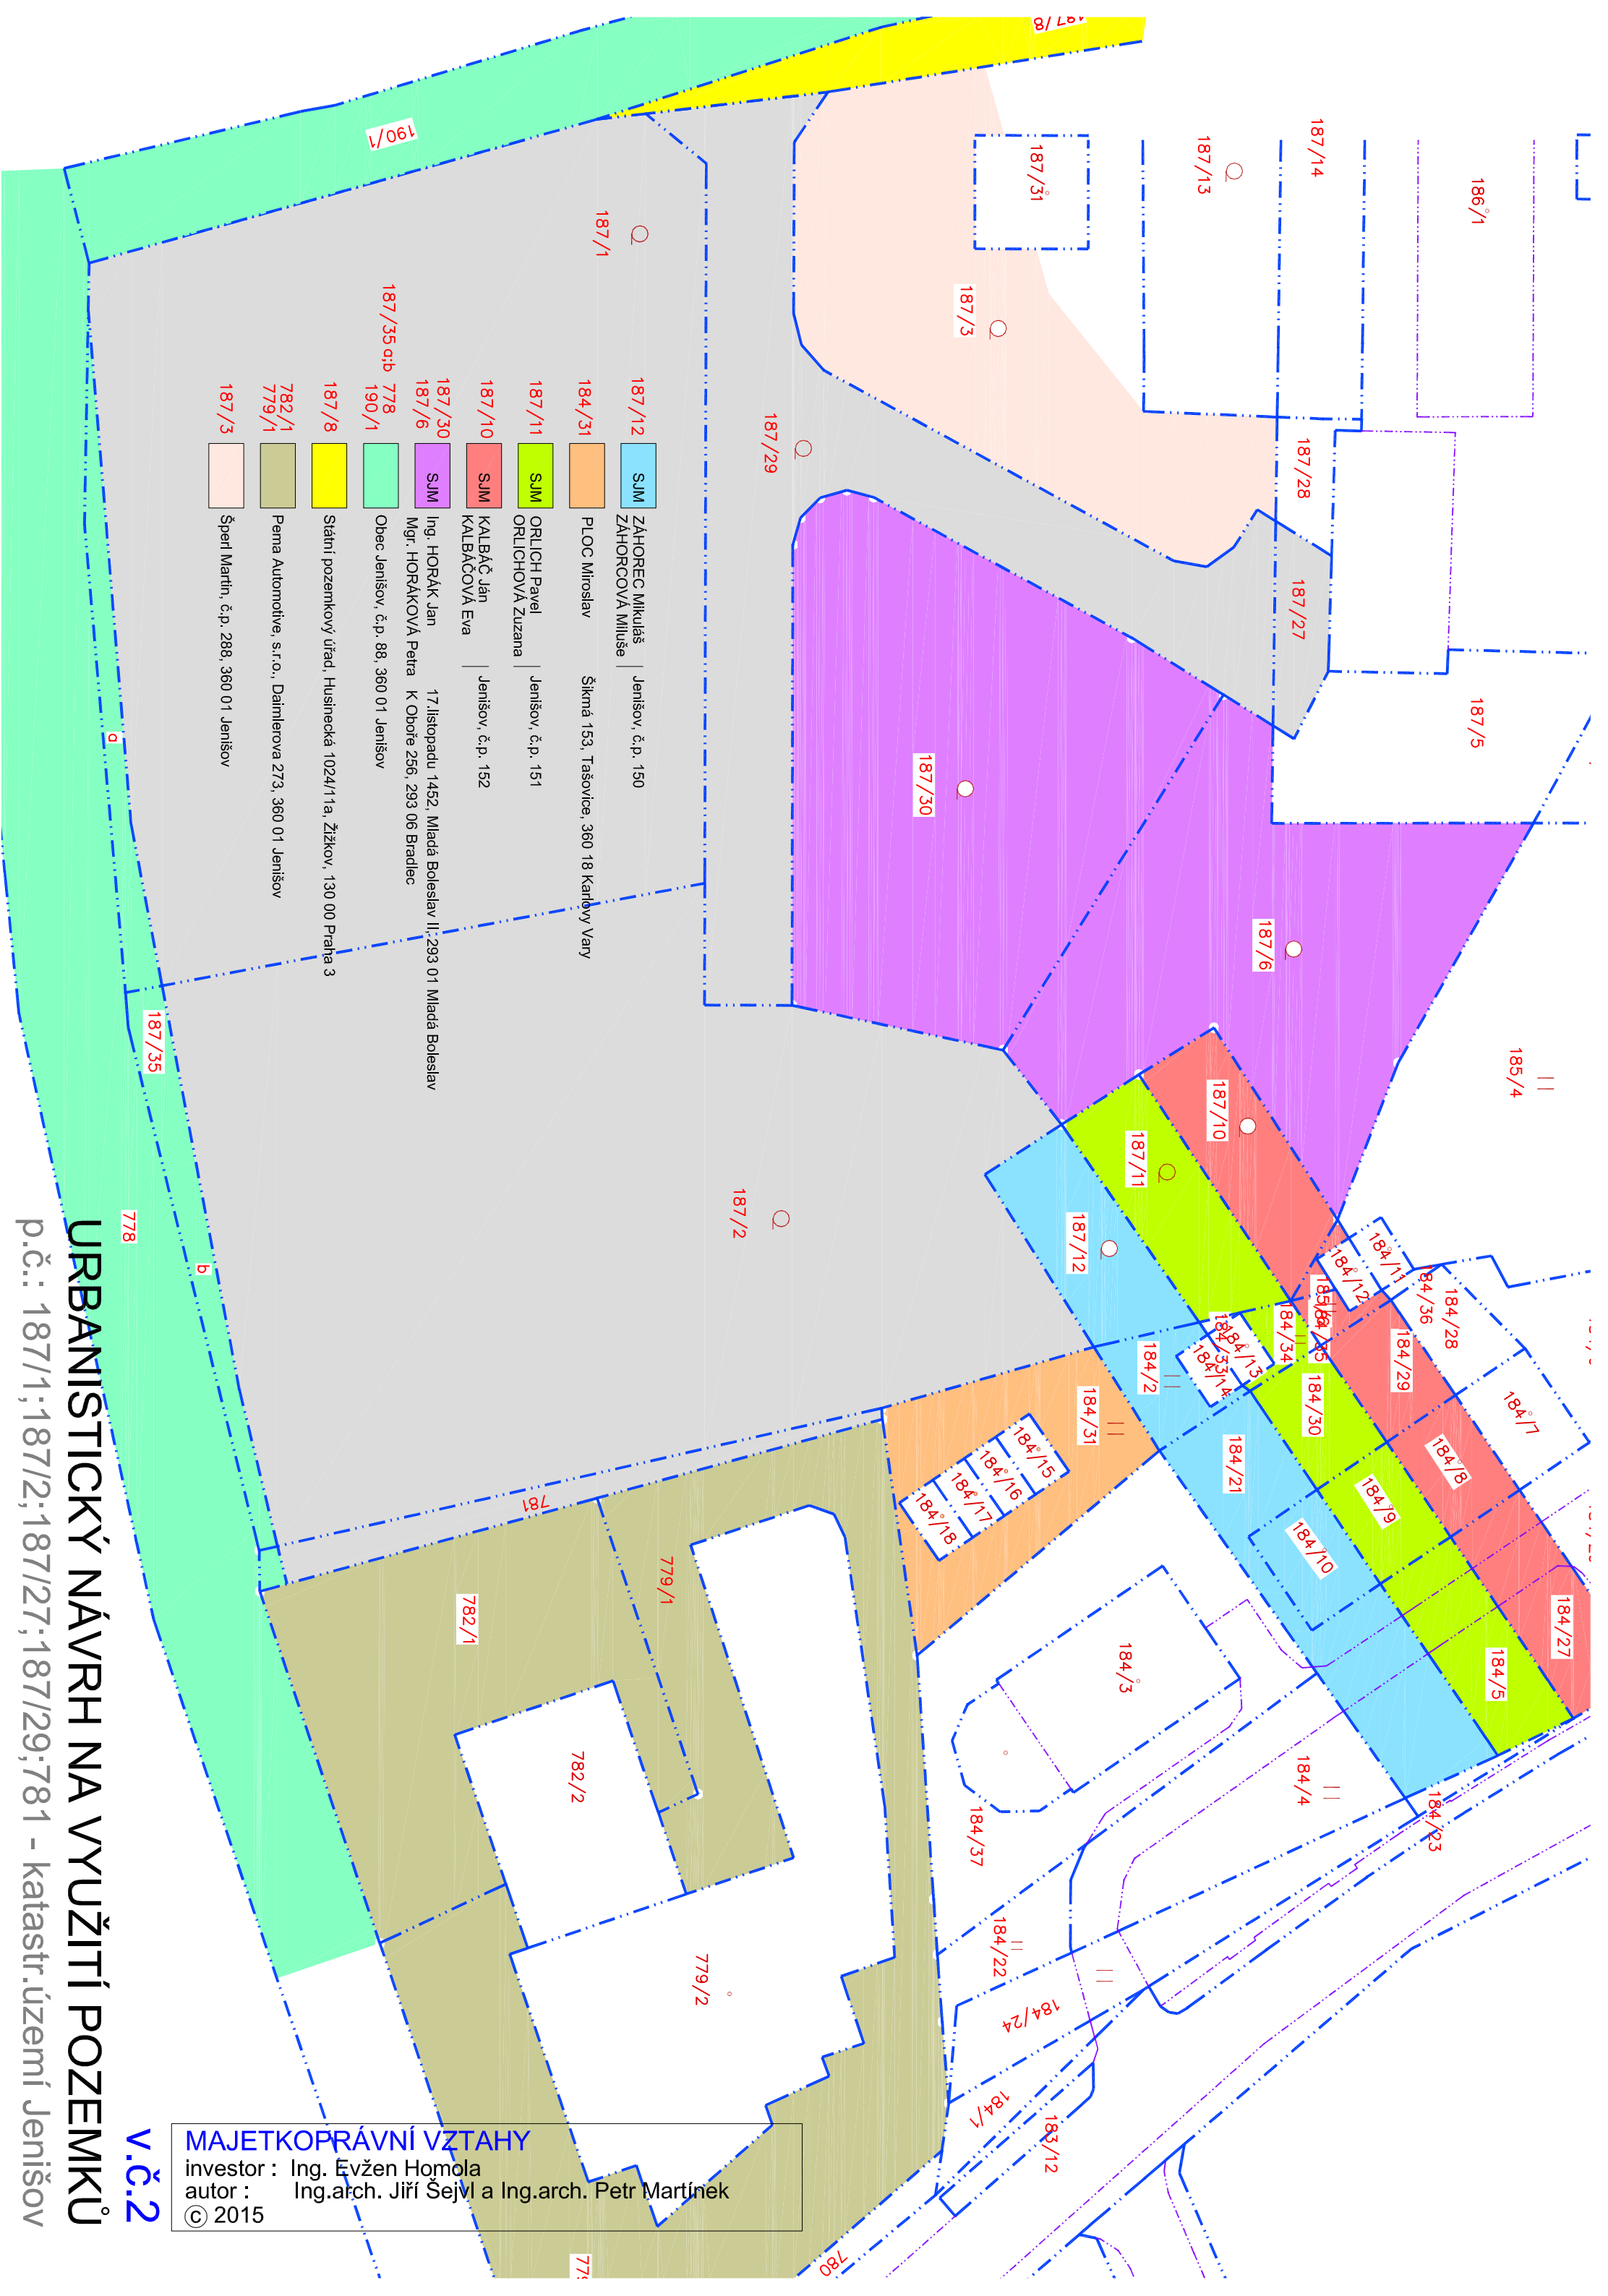 URBANISTICKÝ NÁVRH NA VYUŽITÍ POZEMKŮ
p.č.: 187/1;187/2;187/27;187/29;781 - katastr.území Jenišov
v.č.2
MAJETKOPRÁVNÍ VZTAHY
investor : Ing. Evžen Homola
autor : Ing.arch. Jiří Šejvl a Ing.arch. Petr Martínek
© 2015
187/12 SJM ZÁHOREC Mikuláš
ZÁHORCOVÁ Miluše Jenišov, č.p. 150
184/31 PLOC Miroslav Šikmá 153, Tašovice, 360 18 Karlovy Vary
187/11 SJM ORLICH Pavel
ORLICHOVÁ Zuzana Jenišov, č.p. 151
187/10 SJM KALBÁČ Ján
KALBÁČOVÁ Eva Jenišov, č.p. 152
187/30 SJM Ing. HORÁK Jan 17.listopadu 1452, Mladá Boleslav II, 293 01 Mladá Boleslav
187/6 Mgr. HORÁKOVÁ Petra K Oboře 256, 293 06 Bradlec
187/35 a;b 778
190/1 Obec Jenišov, č.p. 88, 360 01 Jenišov
187/8 Státní pozemkový úřad, Husinecká 1024/11a, Žižkov, 130 00 Praha 3
782/1
779/1 Pema Automotive, s.r.o., Daimlerova 273, 360 01 Jenišov
187/3 Šperl Martin, č.p. 288, 360 01 Jenišov
190/1
187/1
187/31
187/13
187/14
186/1
187/3
187/29
187/28
187/27
187/5
187/30
187/6
185/4
a
187/35
778
b
187/2
187/10
187/11
187/12
184/11
184/12
184/36
184/28
184/34
184/29
184/7
184/13
184/14
184/2
184/30
184/8
184/31
184/21
184/9
184/15
184/16
184/17
184/18
184/10
781
779/1
782/1
184/27
184/5
184/3
184/4
184/23
782/2
184/37
184/22
779/2
184/24
184/1
183/12
780